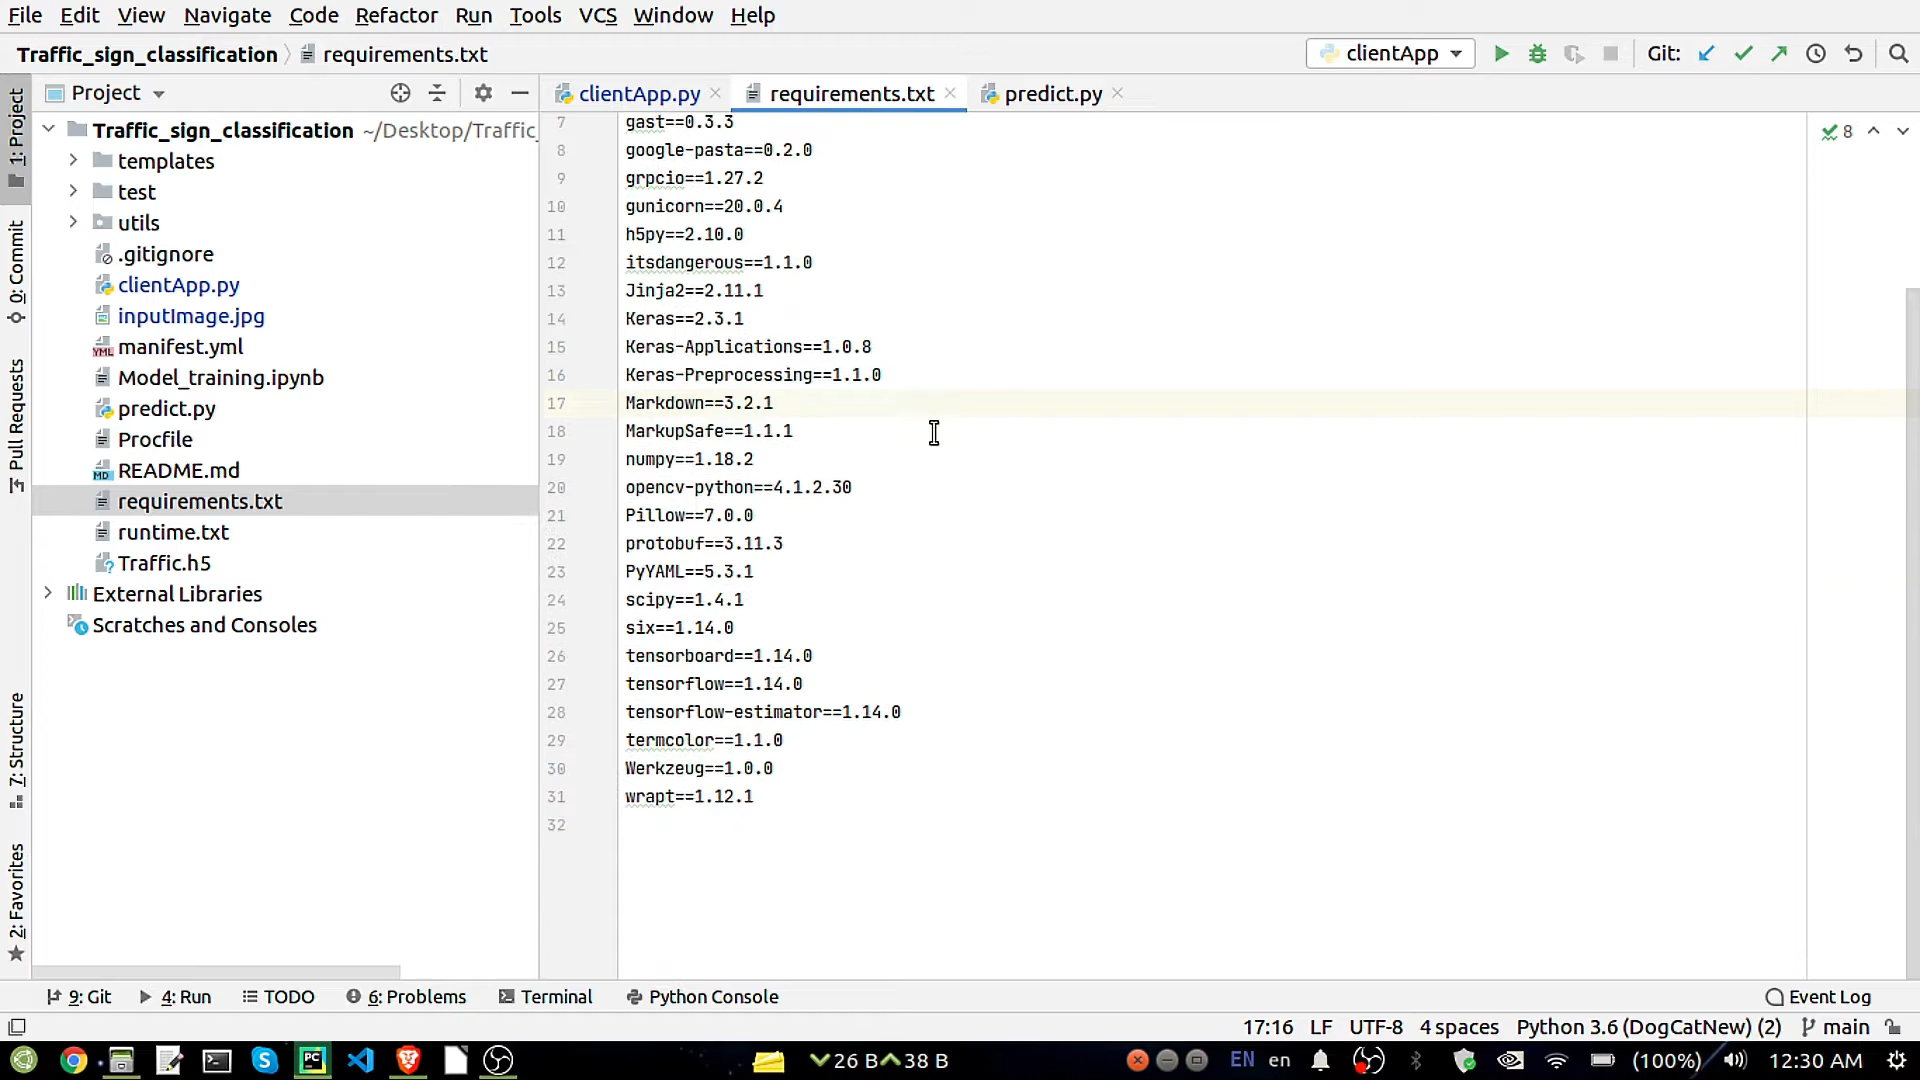 File Edit View Navigate Code Refactor Run Tools VCS Window Help
Traffic_sign_classification requirements.txt clientApp Git:
Project clientApp.py requirements.txt predict.py
1: Project
0: Commit
Pull Requests
7: Structure
2: Favorites
Traffic_sign_classification ~/Desktop/Traffic_
templates
test
utils
.gitignore
clientApp.py
inputImage.jpg
manifest.yml
Model_training.ipynb
predict.py
Procfile
README.md
requirements.txt
runtime.txt
Traffic.h5
External Libraries
Scratches and Consoles
8
7 gast==0.3.3
8 google-pasta==0.2.0
9 grpcio==1.27.2
10 gunicorn==20.0.4
11 h5py==2.10.0
12 itsdangerous==1.1.0
13 Jinja2==2.11.1
14 Keras==2.3.1
15 Keras-Applications==1.0.8
16 Keras-Preprocessing==1.1.0
17 Markdown==3.2.1
18 MarkupSafe==1.1.1
19 numpy==1.18.2
20 opencv-python==4.1.2.30
21 Pillow==7.0.0
22 protobuf==3.11.3
23 PyYAML==5.3.1
24 scipy==1.4.1
25 six==1.14.0
26 tensorboard==1.14.0
27 tensorflow==1.14.0
28 tensorflow-estimator==1.14.0
29 termcolor==1.1.0
30 Werkzeug==1.0.0
31 wrapt==1.12.1
32
9: Git 4: Run TODO 6: Problems Terminal Python Console Event Log
17:16 LF UTF-8 4 spaces Python 3.6 (DogCatNew) (2) main
26 B 38 B EN en (100%) 12:30 AM